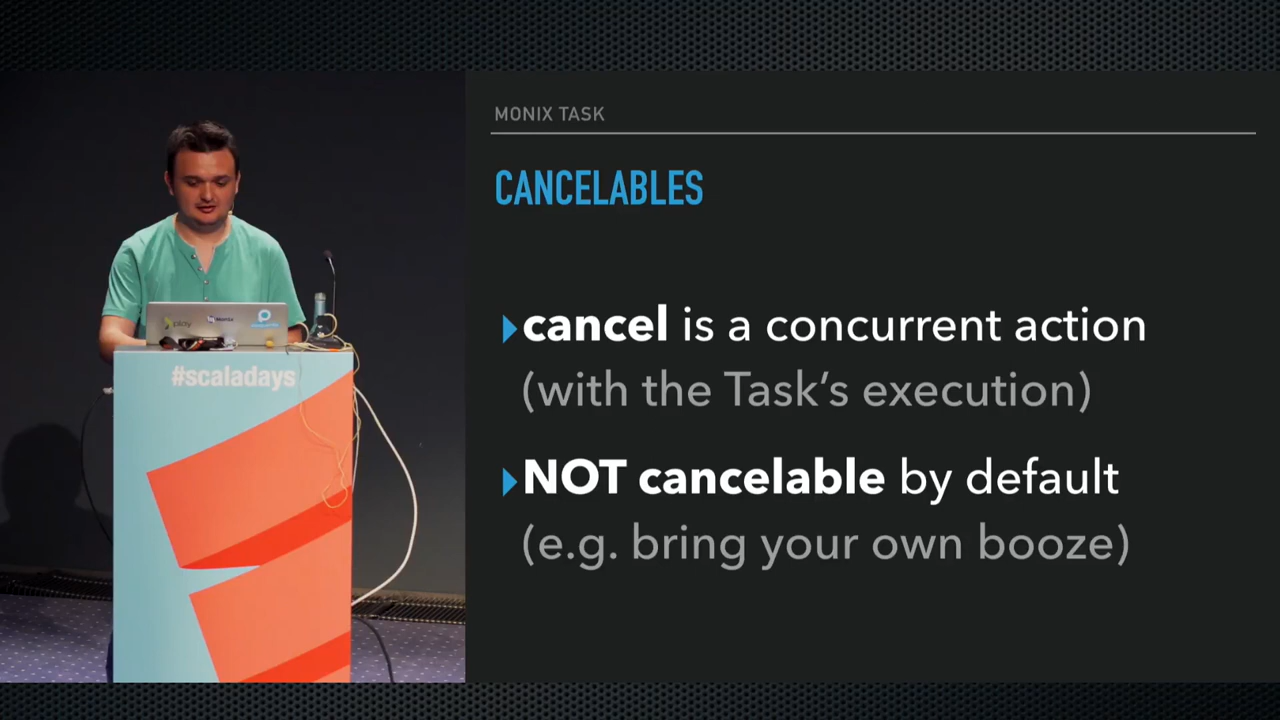 MONIX TASK
CANCELABLES
cancel is a concurrent action
(with the Task’s execution)
NOT cancelable by default
(e.g. bring your own booze)
play
#scaladays